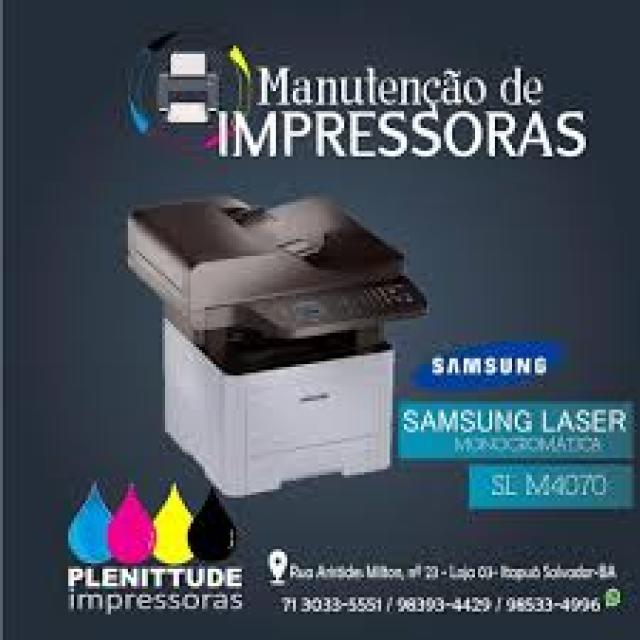 Manutenção de
IMPRESSORAS
SAMSUNG
SAMSUNG LASER
MONOCROMÁTICA
SL M4070
PLENITTUDE
impressoras
Rua Aristides Milton, nº 23 - Loja 03- Itapuã Salvador-BA
71 3033-5551 / 98393-4429 / 98533-4996